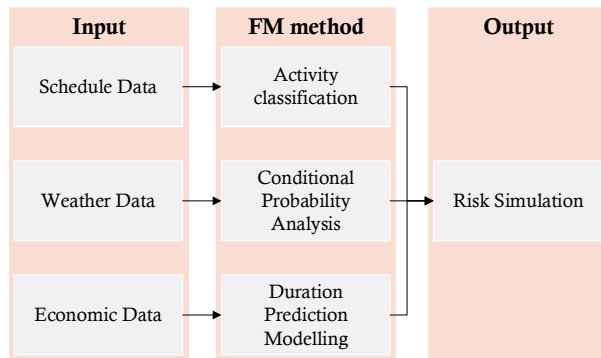 Input
FM method
Output
Schedule Data
Activity
classification
Weather Data
Conditional
Probability
Analysis
Risk Simulation
Economic Data
Duration
Prediction
Modelling